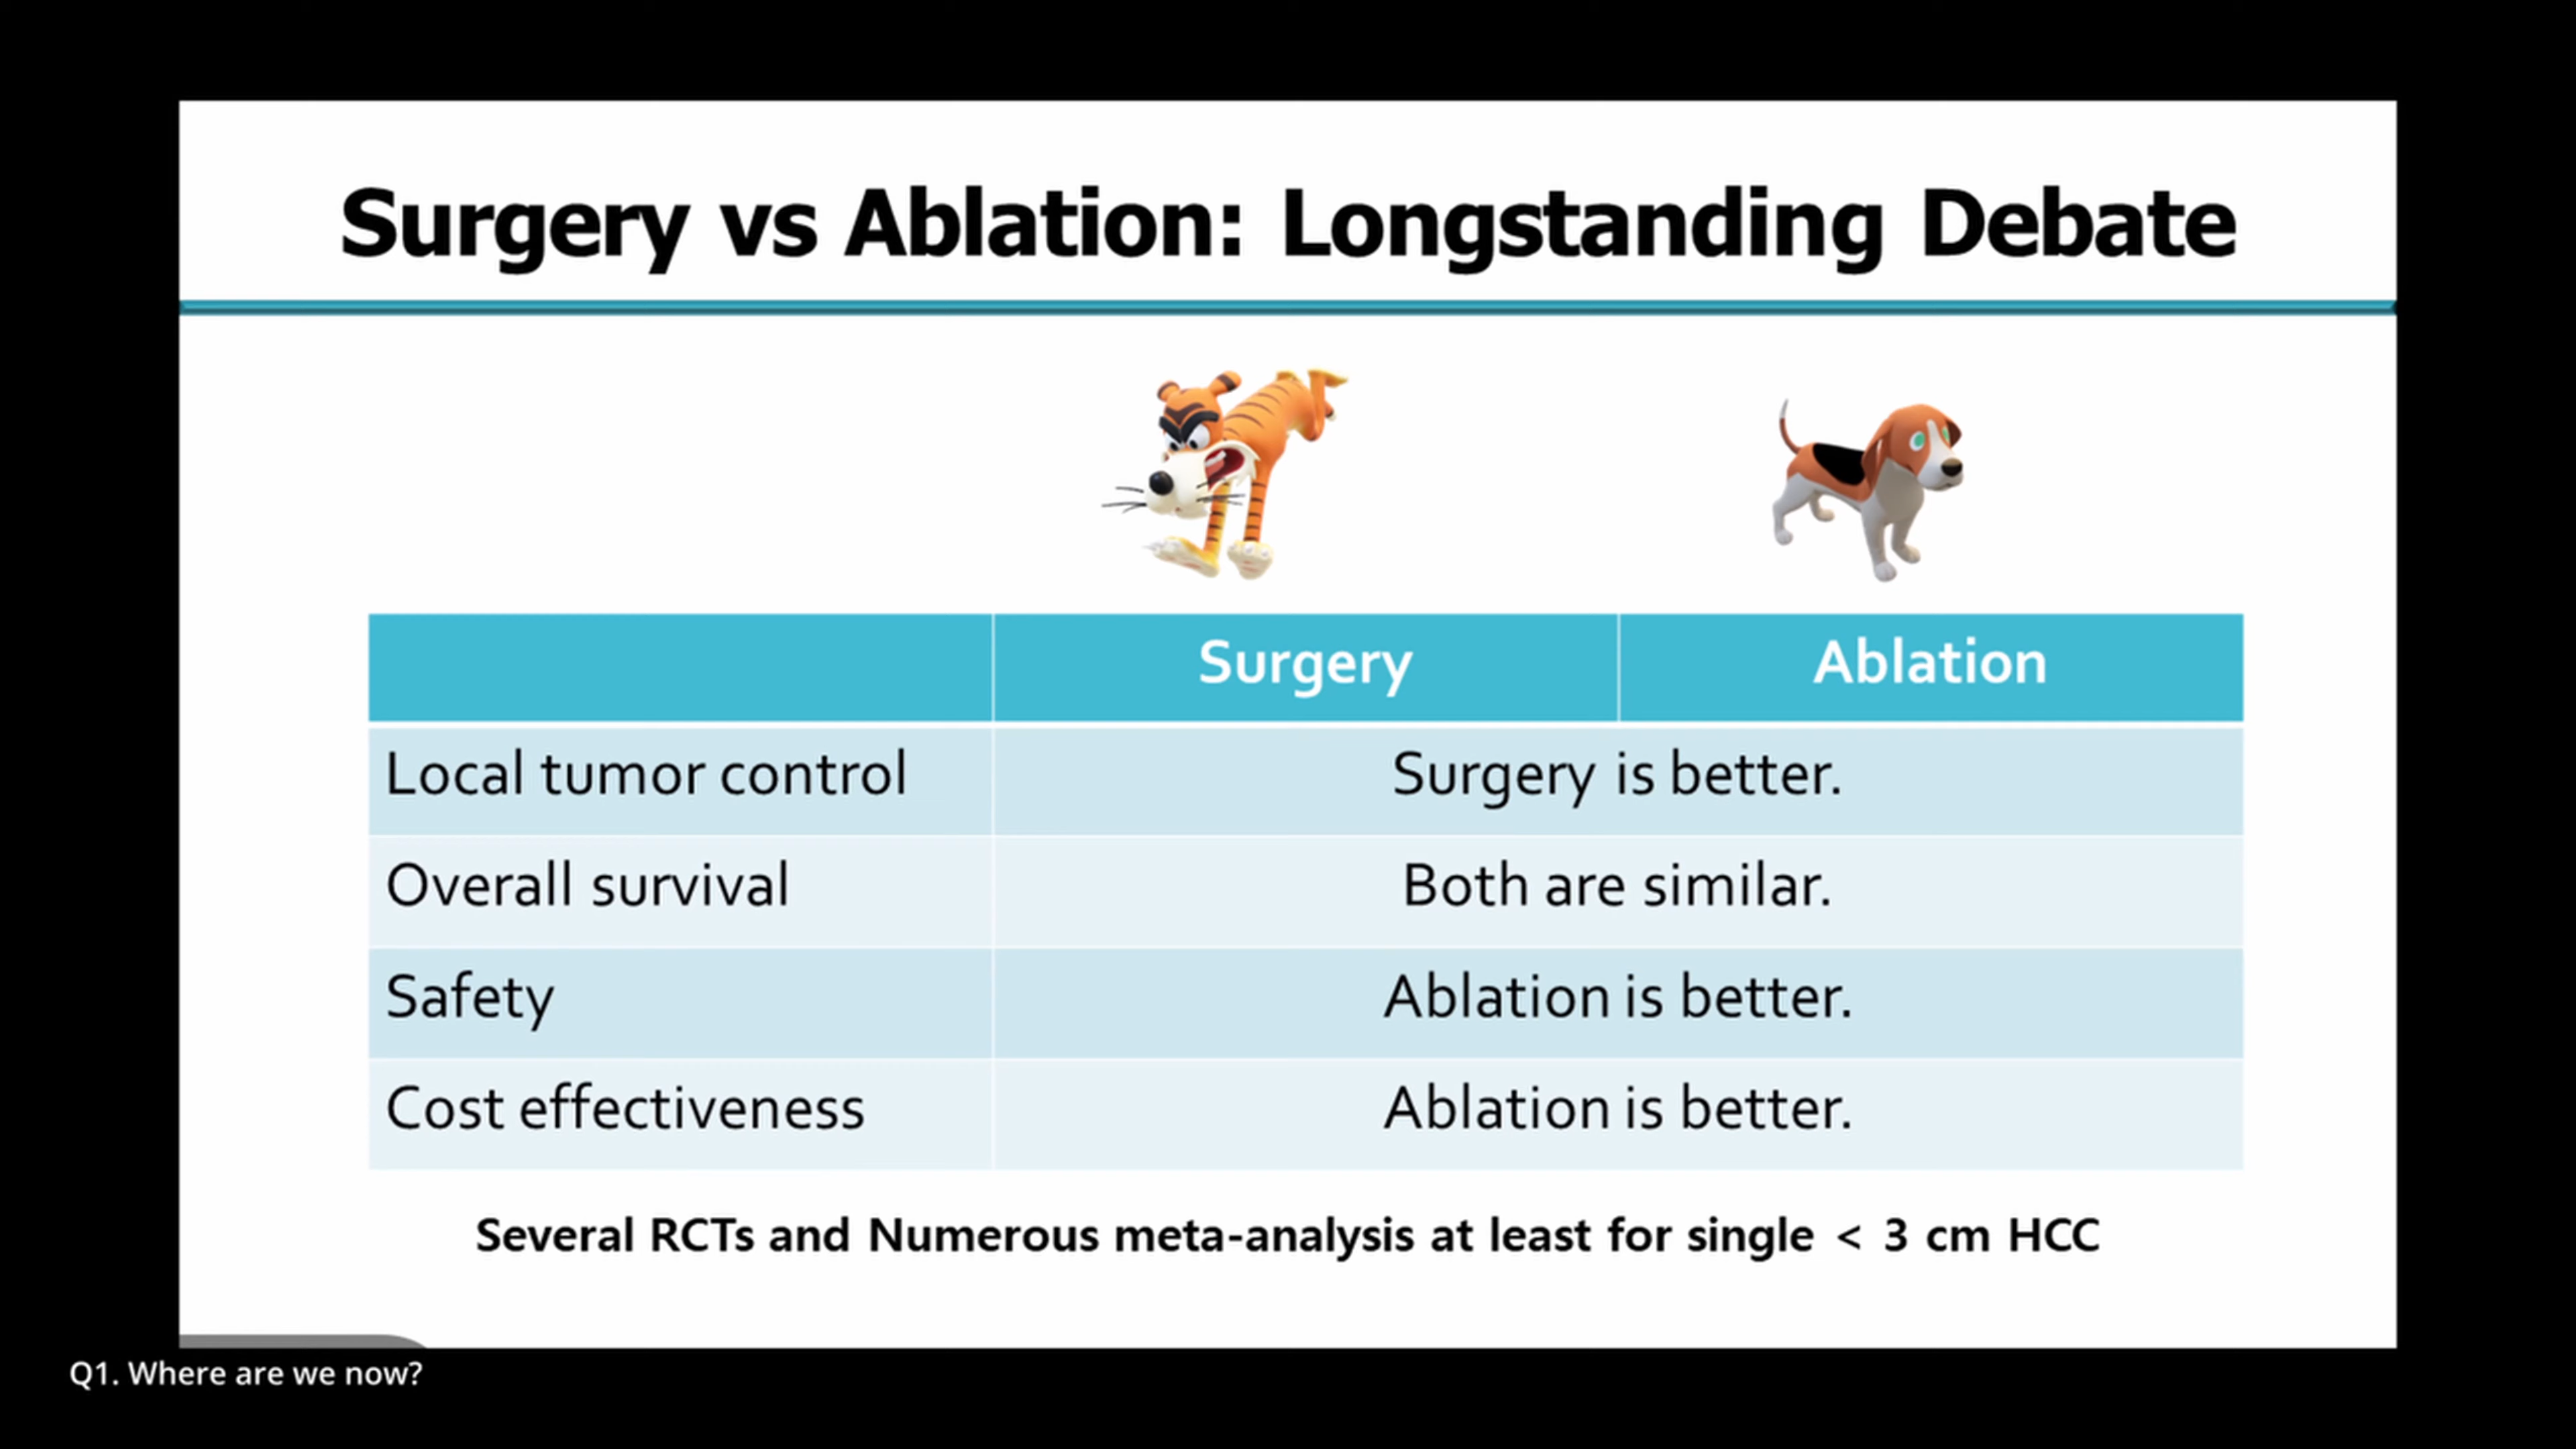 Surgery vs Ablation: Longstanding Debate
Surgery Ablation
Local tumor control Surgery is better.
Overall survival Both are similar.
Safety Ablation is better.
Cost effectiveness Ablation is better.
Several RCTs and Numerous meta-analysis at least for single < 3 cm HCC
Q1. Where are we now?